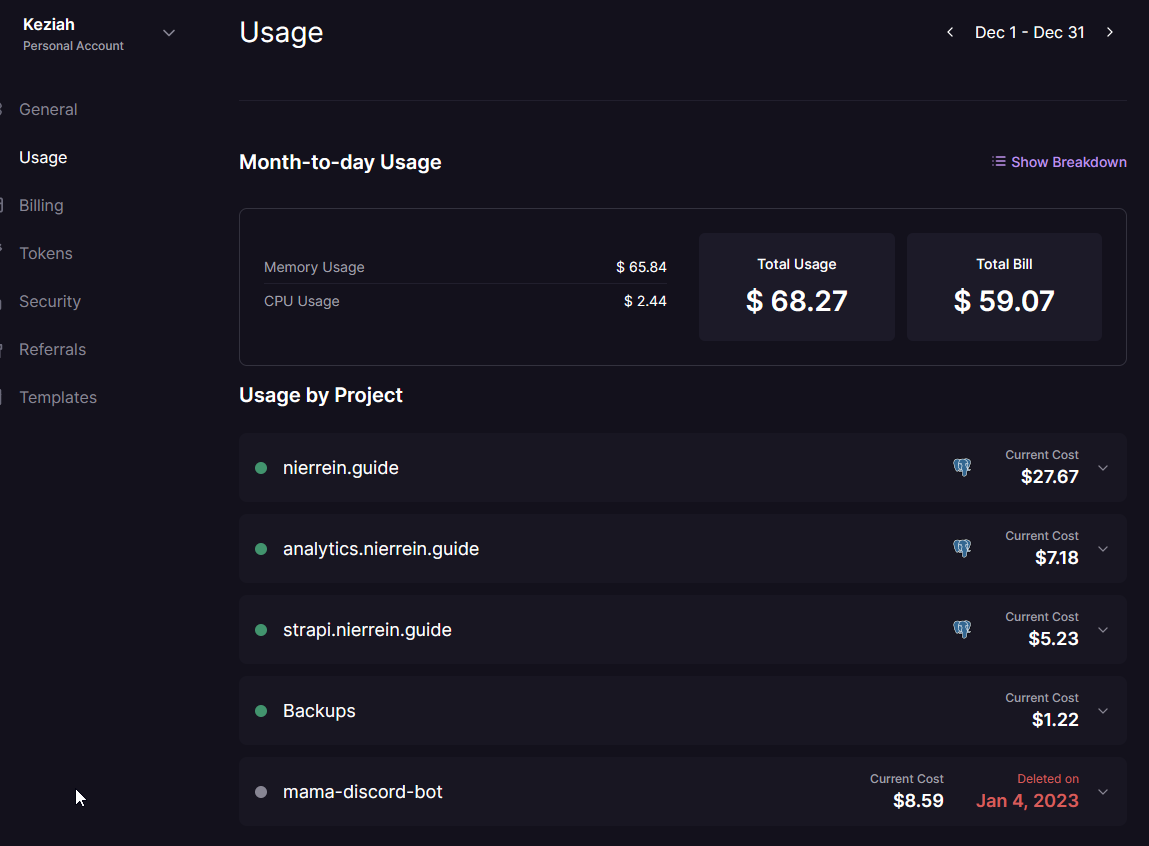 Keziah
Personal Account
Usage
Dec 1 - Dec 31
General
Usage
Billing
Tokens
Security
Referrals
Templates
Month-to-day Usage
Show Breakdown
Memory Usage $ 65.84
CPU Usage $ 2.44
Total Usage
$ 68.27
Total Bill
$ 59.07
Usage by Project
nierrein.guide
Current Cost
$27.67
analytics.nierrein.guide
Current Cost
$7.18
strapi.nierrein.guide
Current Cost
$5.23
Backups
Current Cost
$1.22
mama-discord-bot
Current Cost
$8.59
Deleted on
Jan 4, 2023